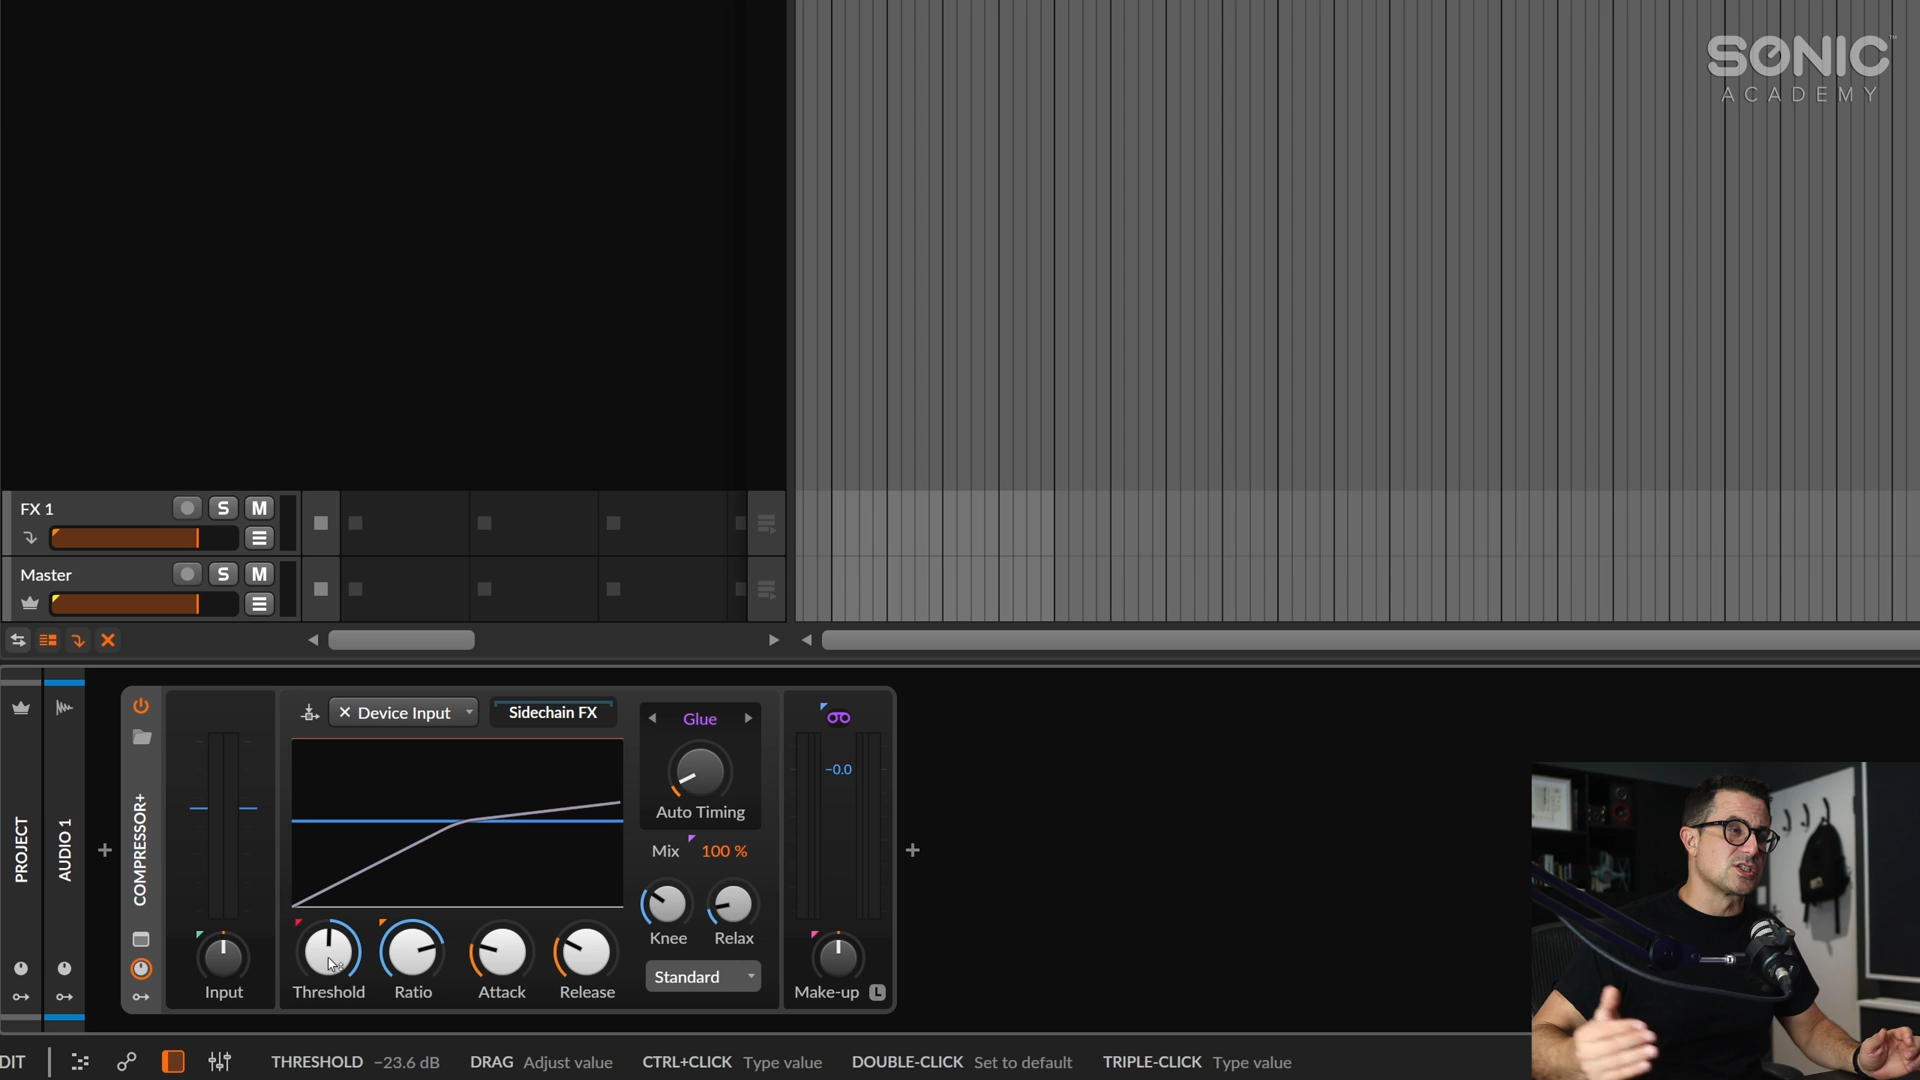 SONIC
ACADEMY
FX 1
S
M
Master
S
M
PROJECT
AUDIO 1
COMPRESSOR+
Device Input
Sidechain FX
Glue
Auto Timing
Mix
100 %
Knee
Relax
Standard
-0.0
Input
Threshold
Ratio
Attack
Release
Make-up
L
DIT
THRESHOLD -23.6 dB
DRAG Adjust value
CTRL+CLICK Type value
DOUBLE-CLICK Set to default
TRIPLE-CLICK Type value